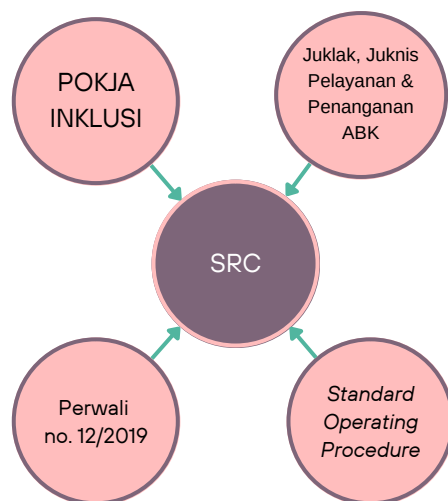 POKJA
INKLUSI
Juklak, Juknis
Pelayanan &
Penanganan
ABK
SRC
Perwali
no. 12/2019
Standard
Operating
Procedure